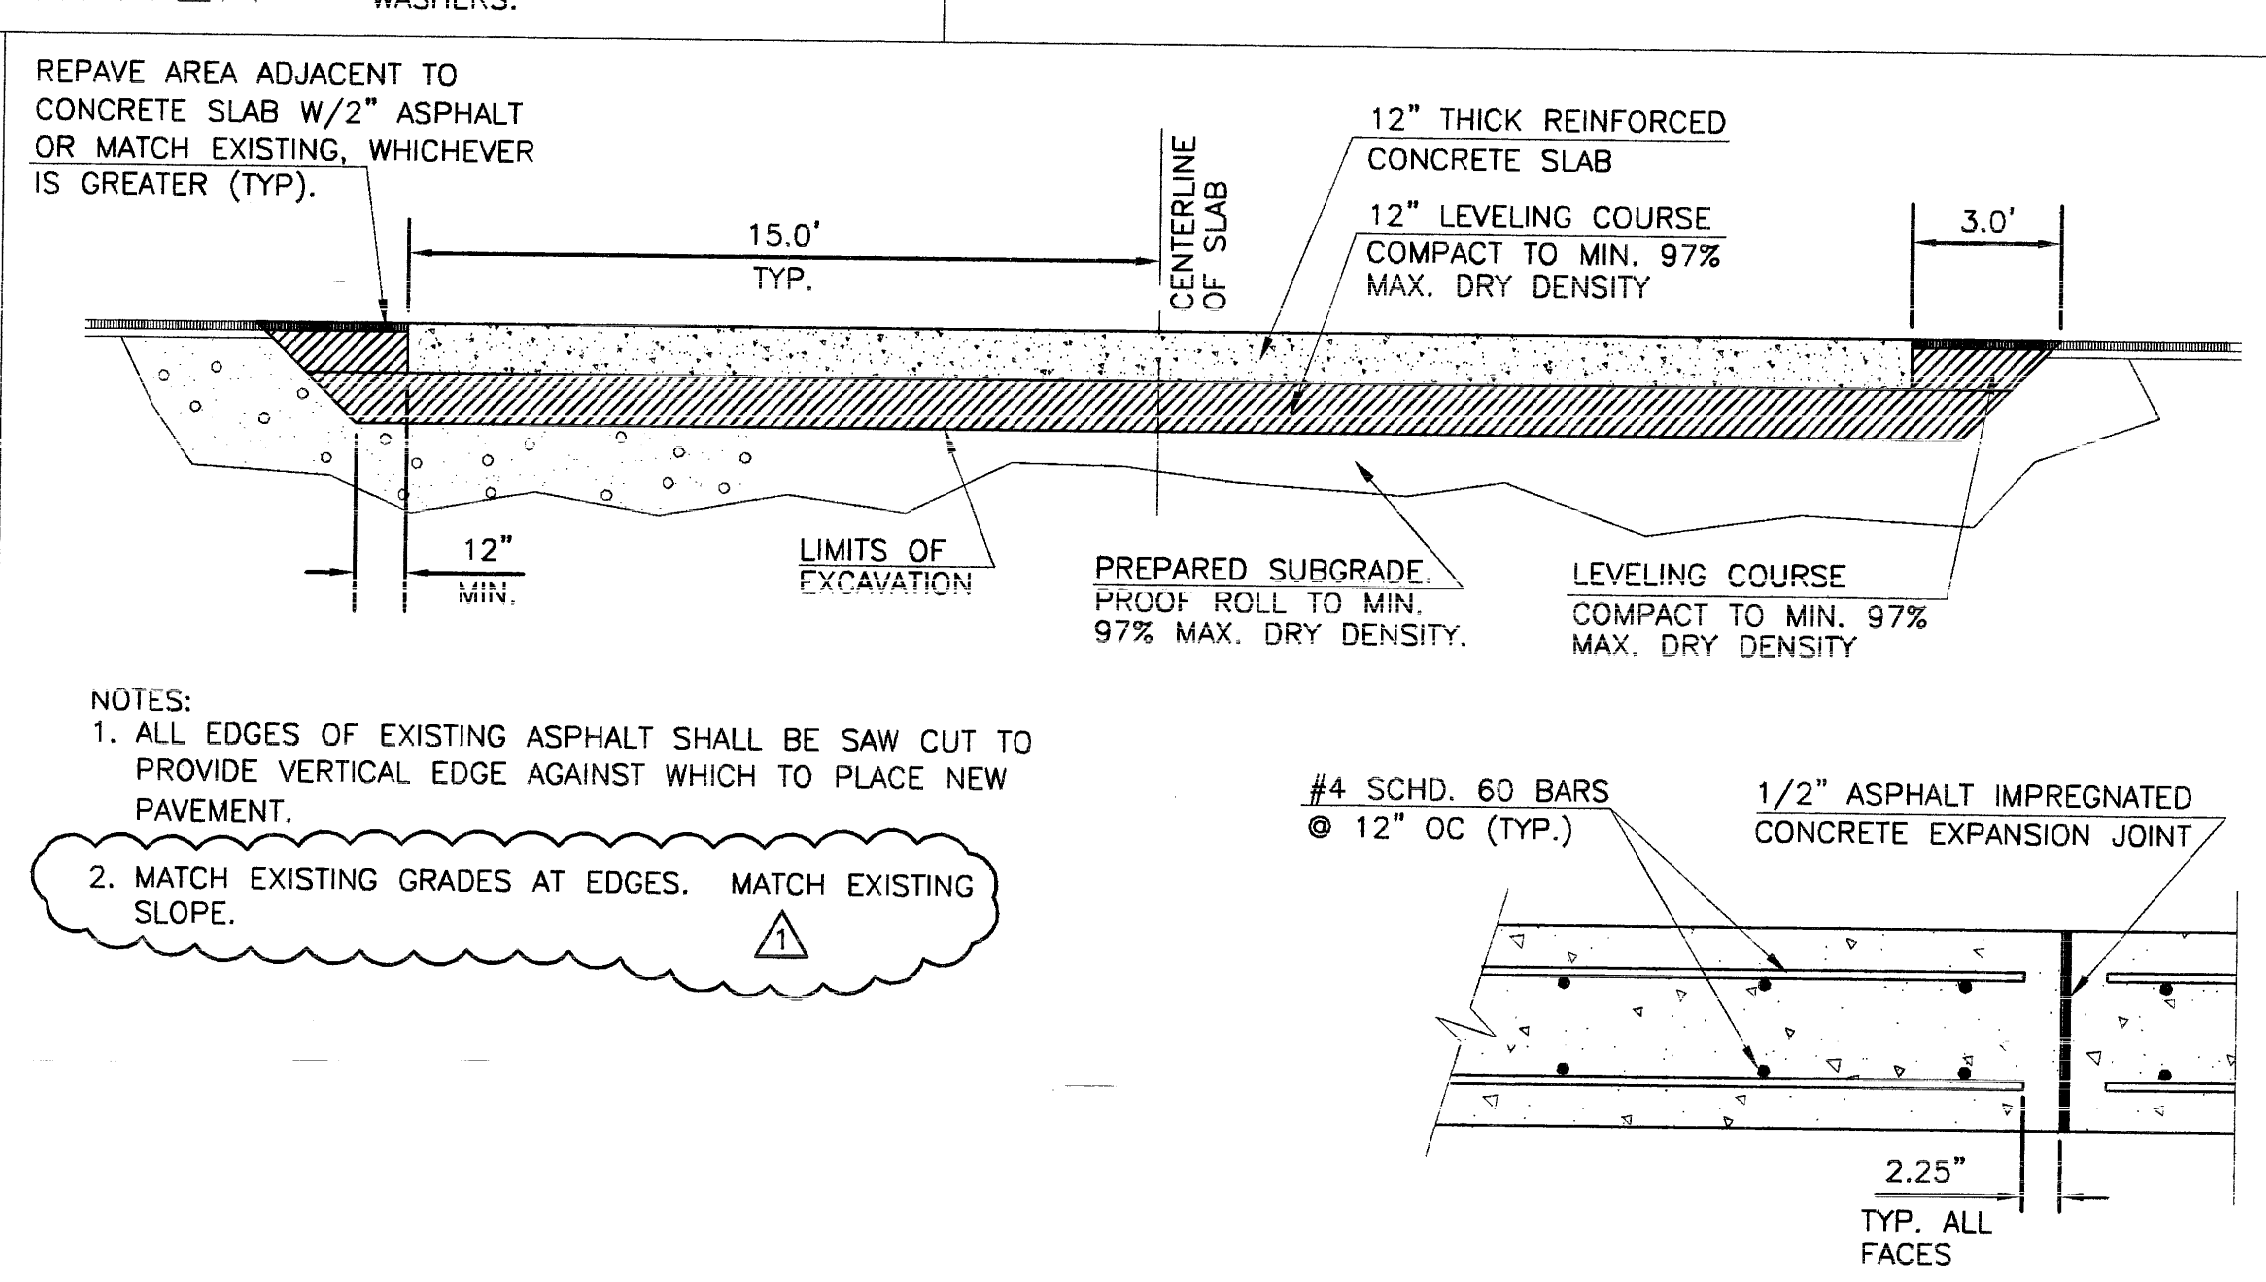 WASHERS.
REPAVE AREA ADJACENT TO
CONCRETE SLAB W/2" ASPHALT
OR MATCH EXISTING, WHICHEVER
IS GREATER (TYP).
15.0'
TYP.
CENTERLINE
OF SLAB
12" THICK REINFORCED
CONCRETE SLAB
12" LEVELING COURSE
COMPACT TO MIN. 97%
MAX. DRY DENSITY
3.0'
12"
MIN.
LIMITS OF
EXCAVATION
PREPARED SUBGRADE.
PROOF ROLL TO MIN.
97% MAX. DRY DENSITY.
LEVELING COURSE
COMPACT TO MIN. 97%
MAX. DRY DENSITY
NOTES:
1. ALL EDGES OF EXISTING ASPHALT SHALL BE SAW CUT TO
PROVIDE VERTICAL EDGE AGAINST WHICH TO PLACE NEW
PAVEMENT.
2. MATCH EXISTING GRADES AT EDGES. MATCH EXISTING
SLOPE.
1
#4 SCHD. 60 BARS
@ 12" OC (TYP.)
1/2" ASPHALT IMPREGNATED
CONCRETE EXPANSION JOINT
2.25"
TYP. ALL
FACES